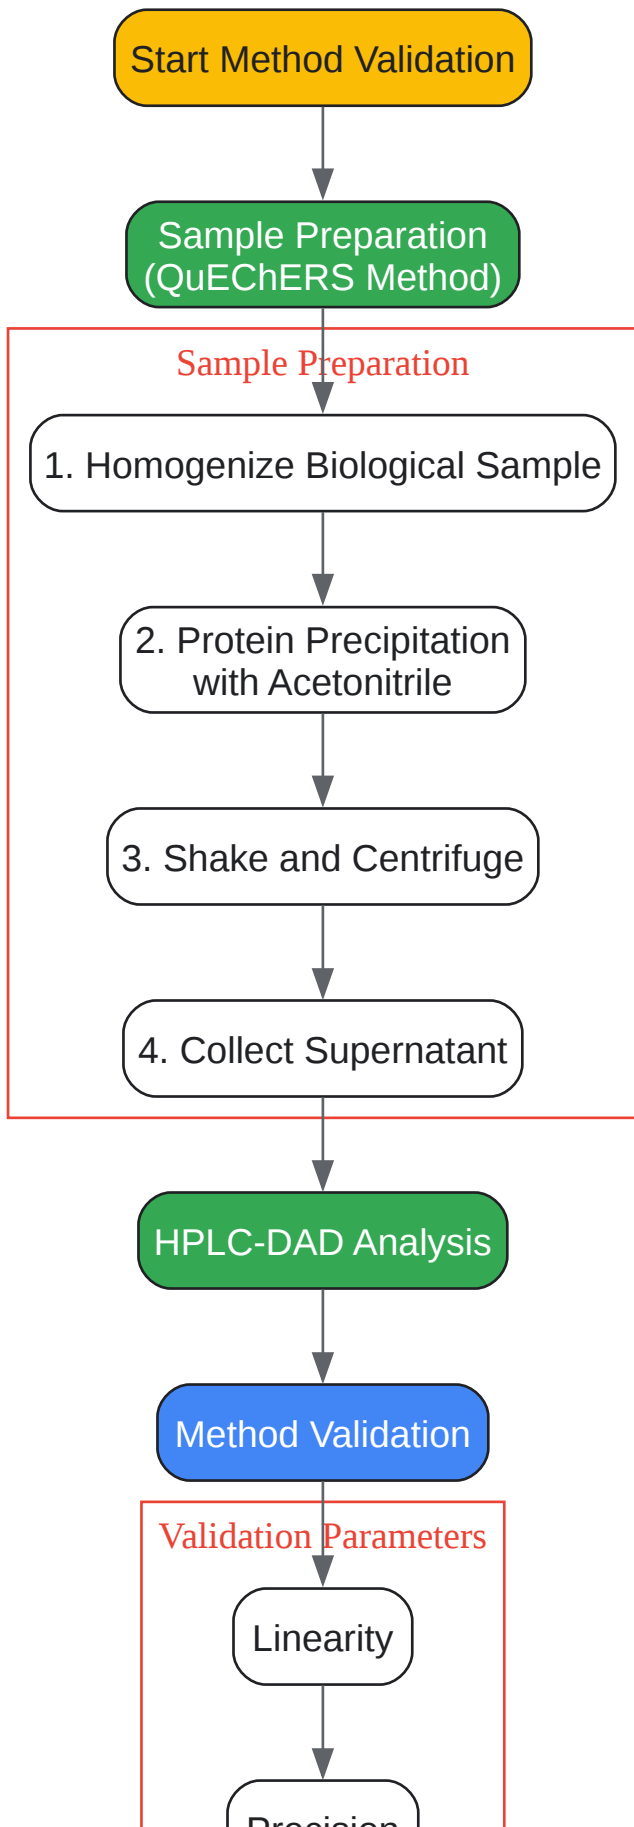 Start Method Validation
Sample Preparation
(QuEChERS Method)
Sample Preparation
1. Homogenize Biological Sample
2. Protein Precipitation
with Acetonitrile
3. Shake and Centrifuge
4. Collect Supernatant
HPLC-DAD Analysis
Method Validation
Validation Parameters
Linearity
Precision